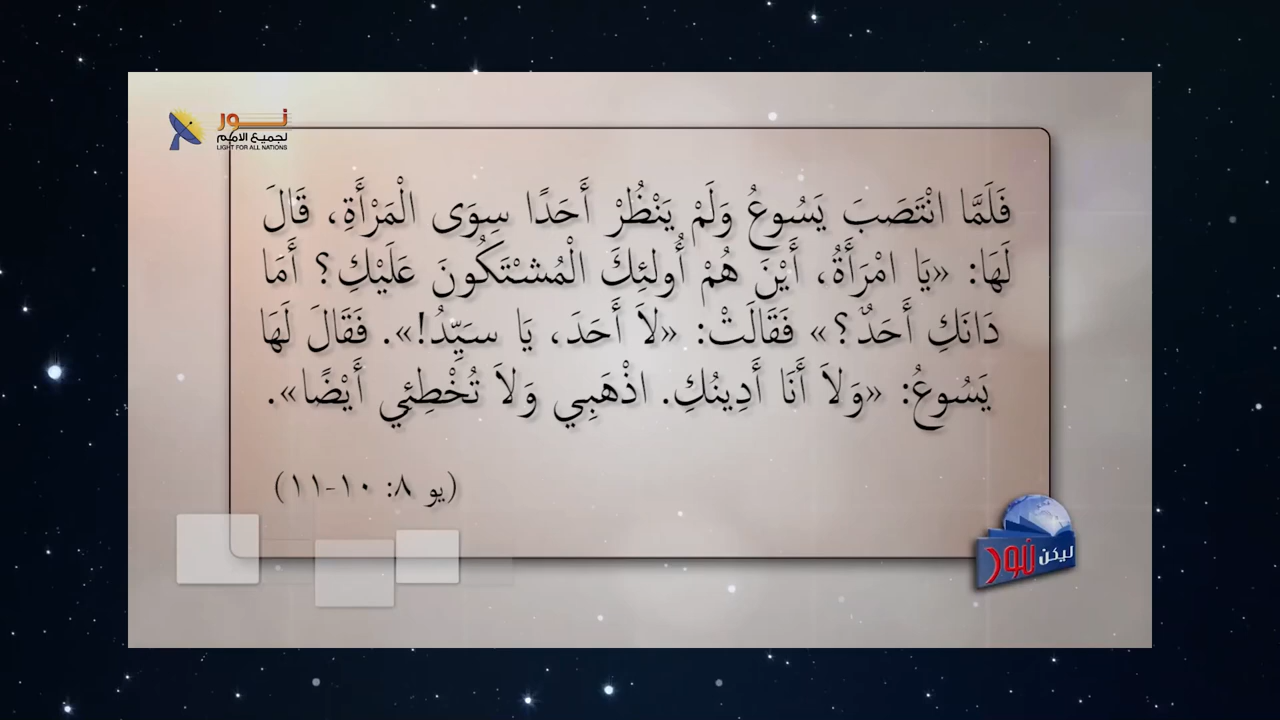 نور
لجميع الامم
LIGHT FOR ALL NATIONS
فَلَمَّا انْتَصَبَ يَسُوعُ وَلَمْ يَنْظُرْ أَحَدًا سِوَى الْمَرْأَةِ، قَالَ
لَهَا: «يَا امْرَأَةُ، أَيْنَ هُمْ أُولئِكَ الْمُشْتَكُونَ عَلَيْكِ؟ أَمَا
دَانَكِ أَحَدٌ؟» فَقَالَتْ: «لاَ أَحَدَ، يَا سَيِّدُ!». فَقَالَ لَهَا
يَسُوعُ: «وَلاَ أَنَا أَدِينُكِ. اذْهَبِي وَلاَ تُخْطِئِي أَيْضًا».
(يو ٨: ١٠-١١)
ليكن نور